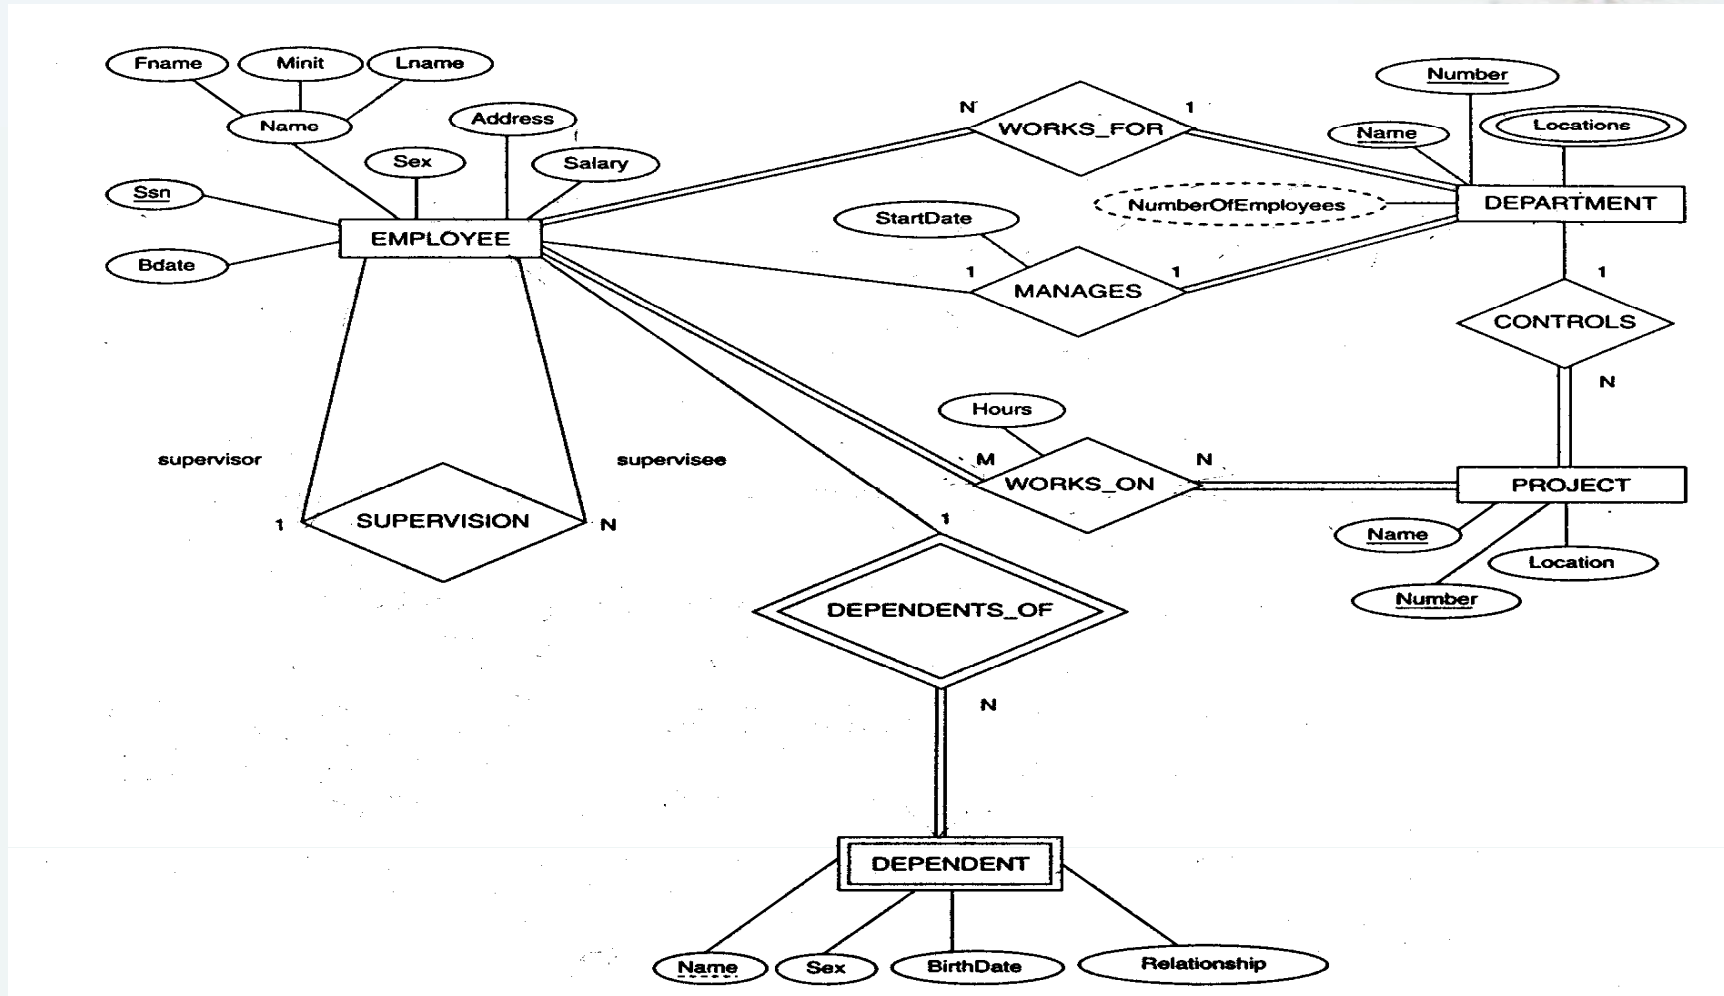 Fname
Minit
Lname
Name
Address
Sex
Salary
Ssn
Bdate
EMPLOYEE
N
WORKS_FOR
1
Number
Name
Locations
NumberOfEmployees
DEPARTMENT
StartDate
1
MANAGES
1
1
CONTROLS
N
Hours
M
WORKS_ON
N
PROJECT
Name
Number
Location
supervisor
supervisee
1
SUPERVISION
N
1
DEPENDENTS_OF
N
DEPENDENT
Name
Sex
BirthDate
Relationship